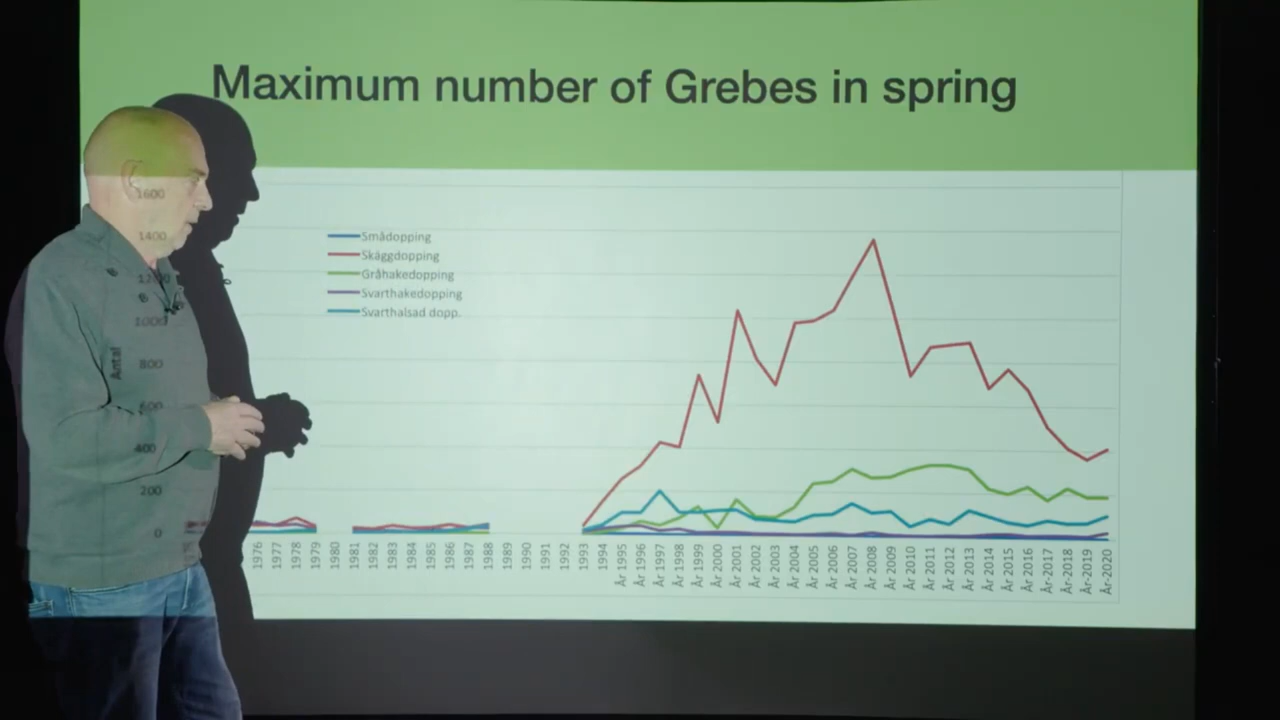 Maximum number of Grebes in spring
1600
1400
1000
800
600
400
200
0
Antal
Smådopping
Skäggdopping
Gråhakedopping
Svarthakedopping
Svarthalsad dopp.
1976
1977
1978
1979
1980
1981
1982
1983
1984
1985
1986
1987
1988
1989
1990
1991
1992
1993
1994
År 1995
År 1996
År 1997
År 1998
År 1999
År 2000
År 2001
År 2002
År 2003
År 2004
År 2005
År 2006
År 2007
År 2008
År 2009
År 2010
År 2011
År 2012
År 2013
År 2014
År 2015
År 2016
År-2017
År-2018
År-2019
År-2020